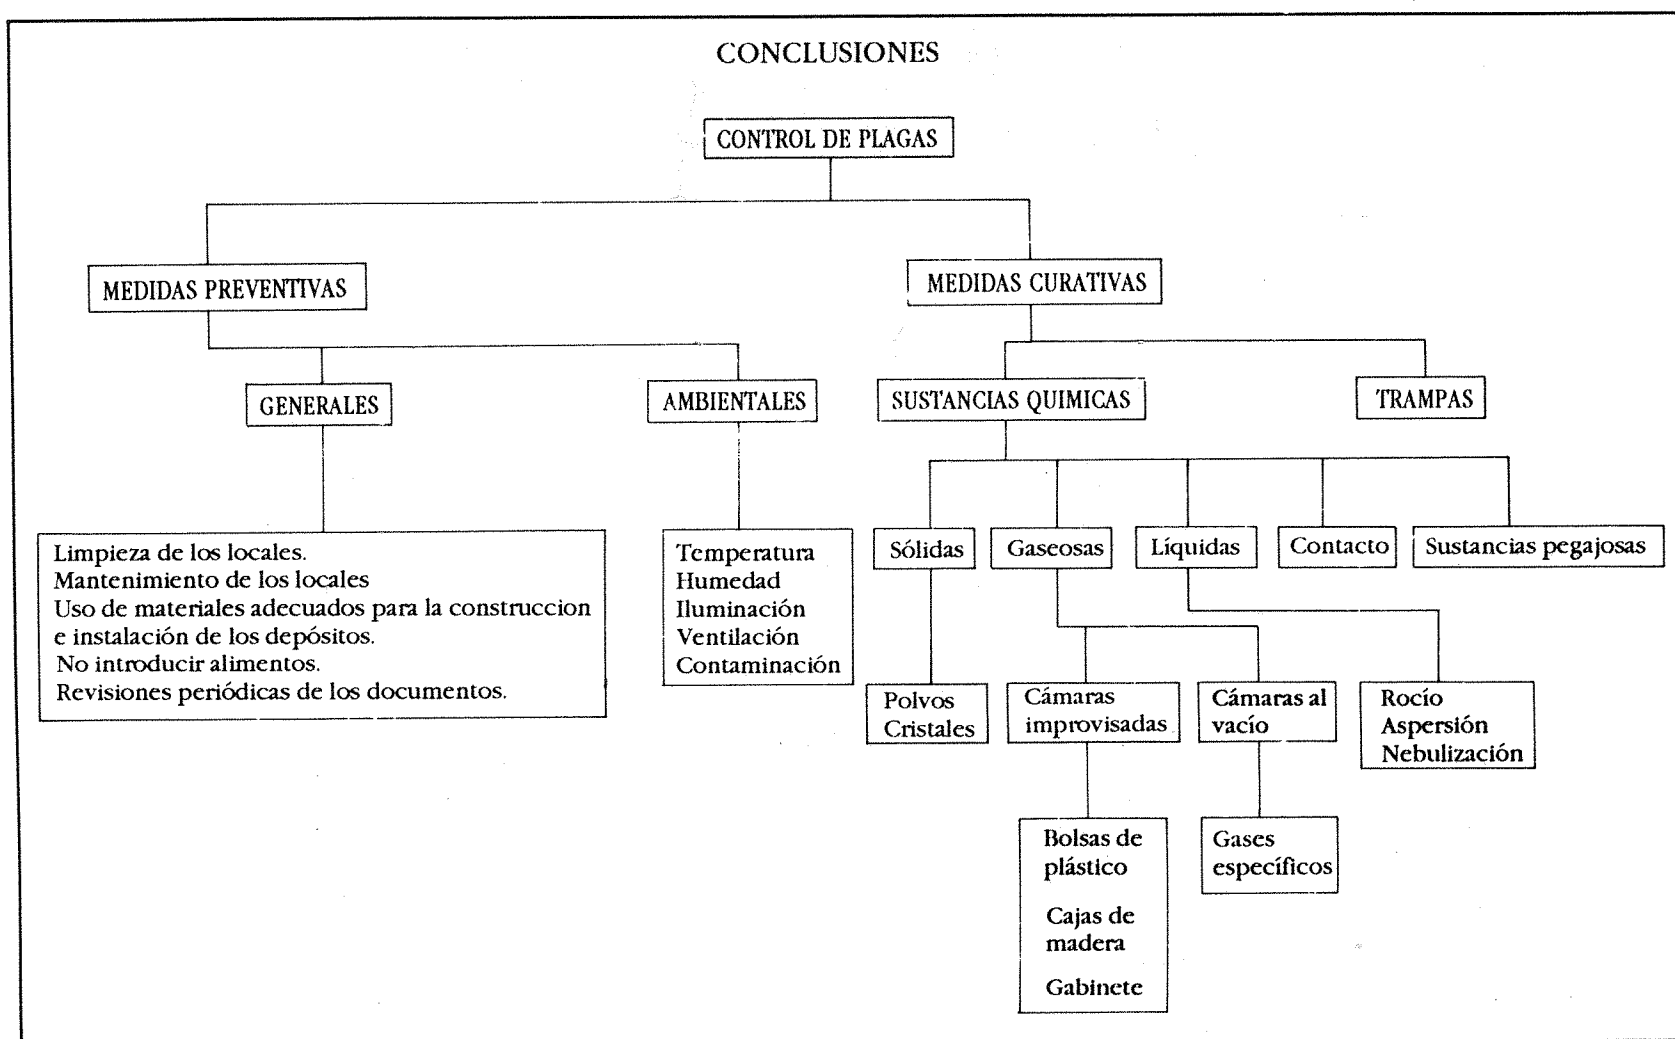 CONCLUSIONES
CONTROL DE PLAGAS
MEDIDAS PREVENTIVAS
MEDIDAS CURATIVAS
GENERALES
AMBIENTALES
SUSTANCIAS QUIMICAS
TRAMPAS
Limpieza de los locales.
Mantenimiento de los locales
Uso de materiales adecuados para la construccion
e instalación de los depósitos.
No introducir alimentos.
Revisiones periódicas de los documentos.
Temperatura
Humedad
Iluminación
Ventilación
Contaminación
Sólidas
Gaseosas
Líquidas
Contacto
Sustancias pegajosas
Polvos
Cristales
Cámaras
improvisadas
Cámaras al
vacío
Rocío
Aspersión
Nebulización
Bolsas de
plástico
Cajas de
madera
Gabinete
Gases
específicos